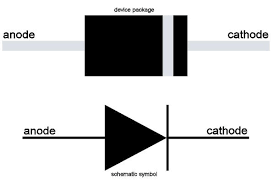 device package
anode
cathode
anode
cathode
schematic symbol